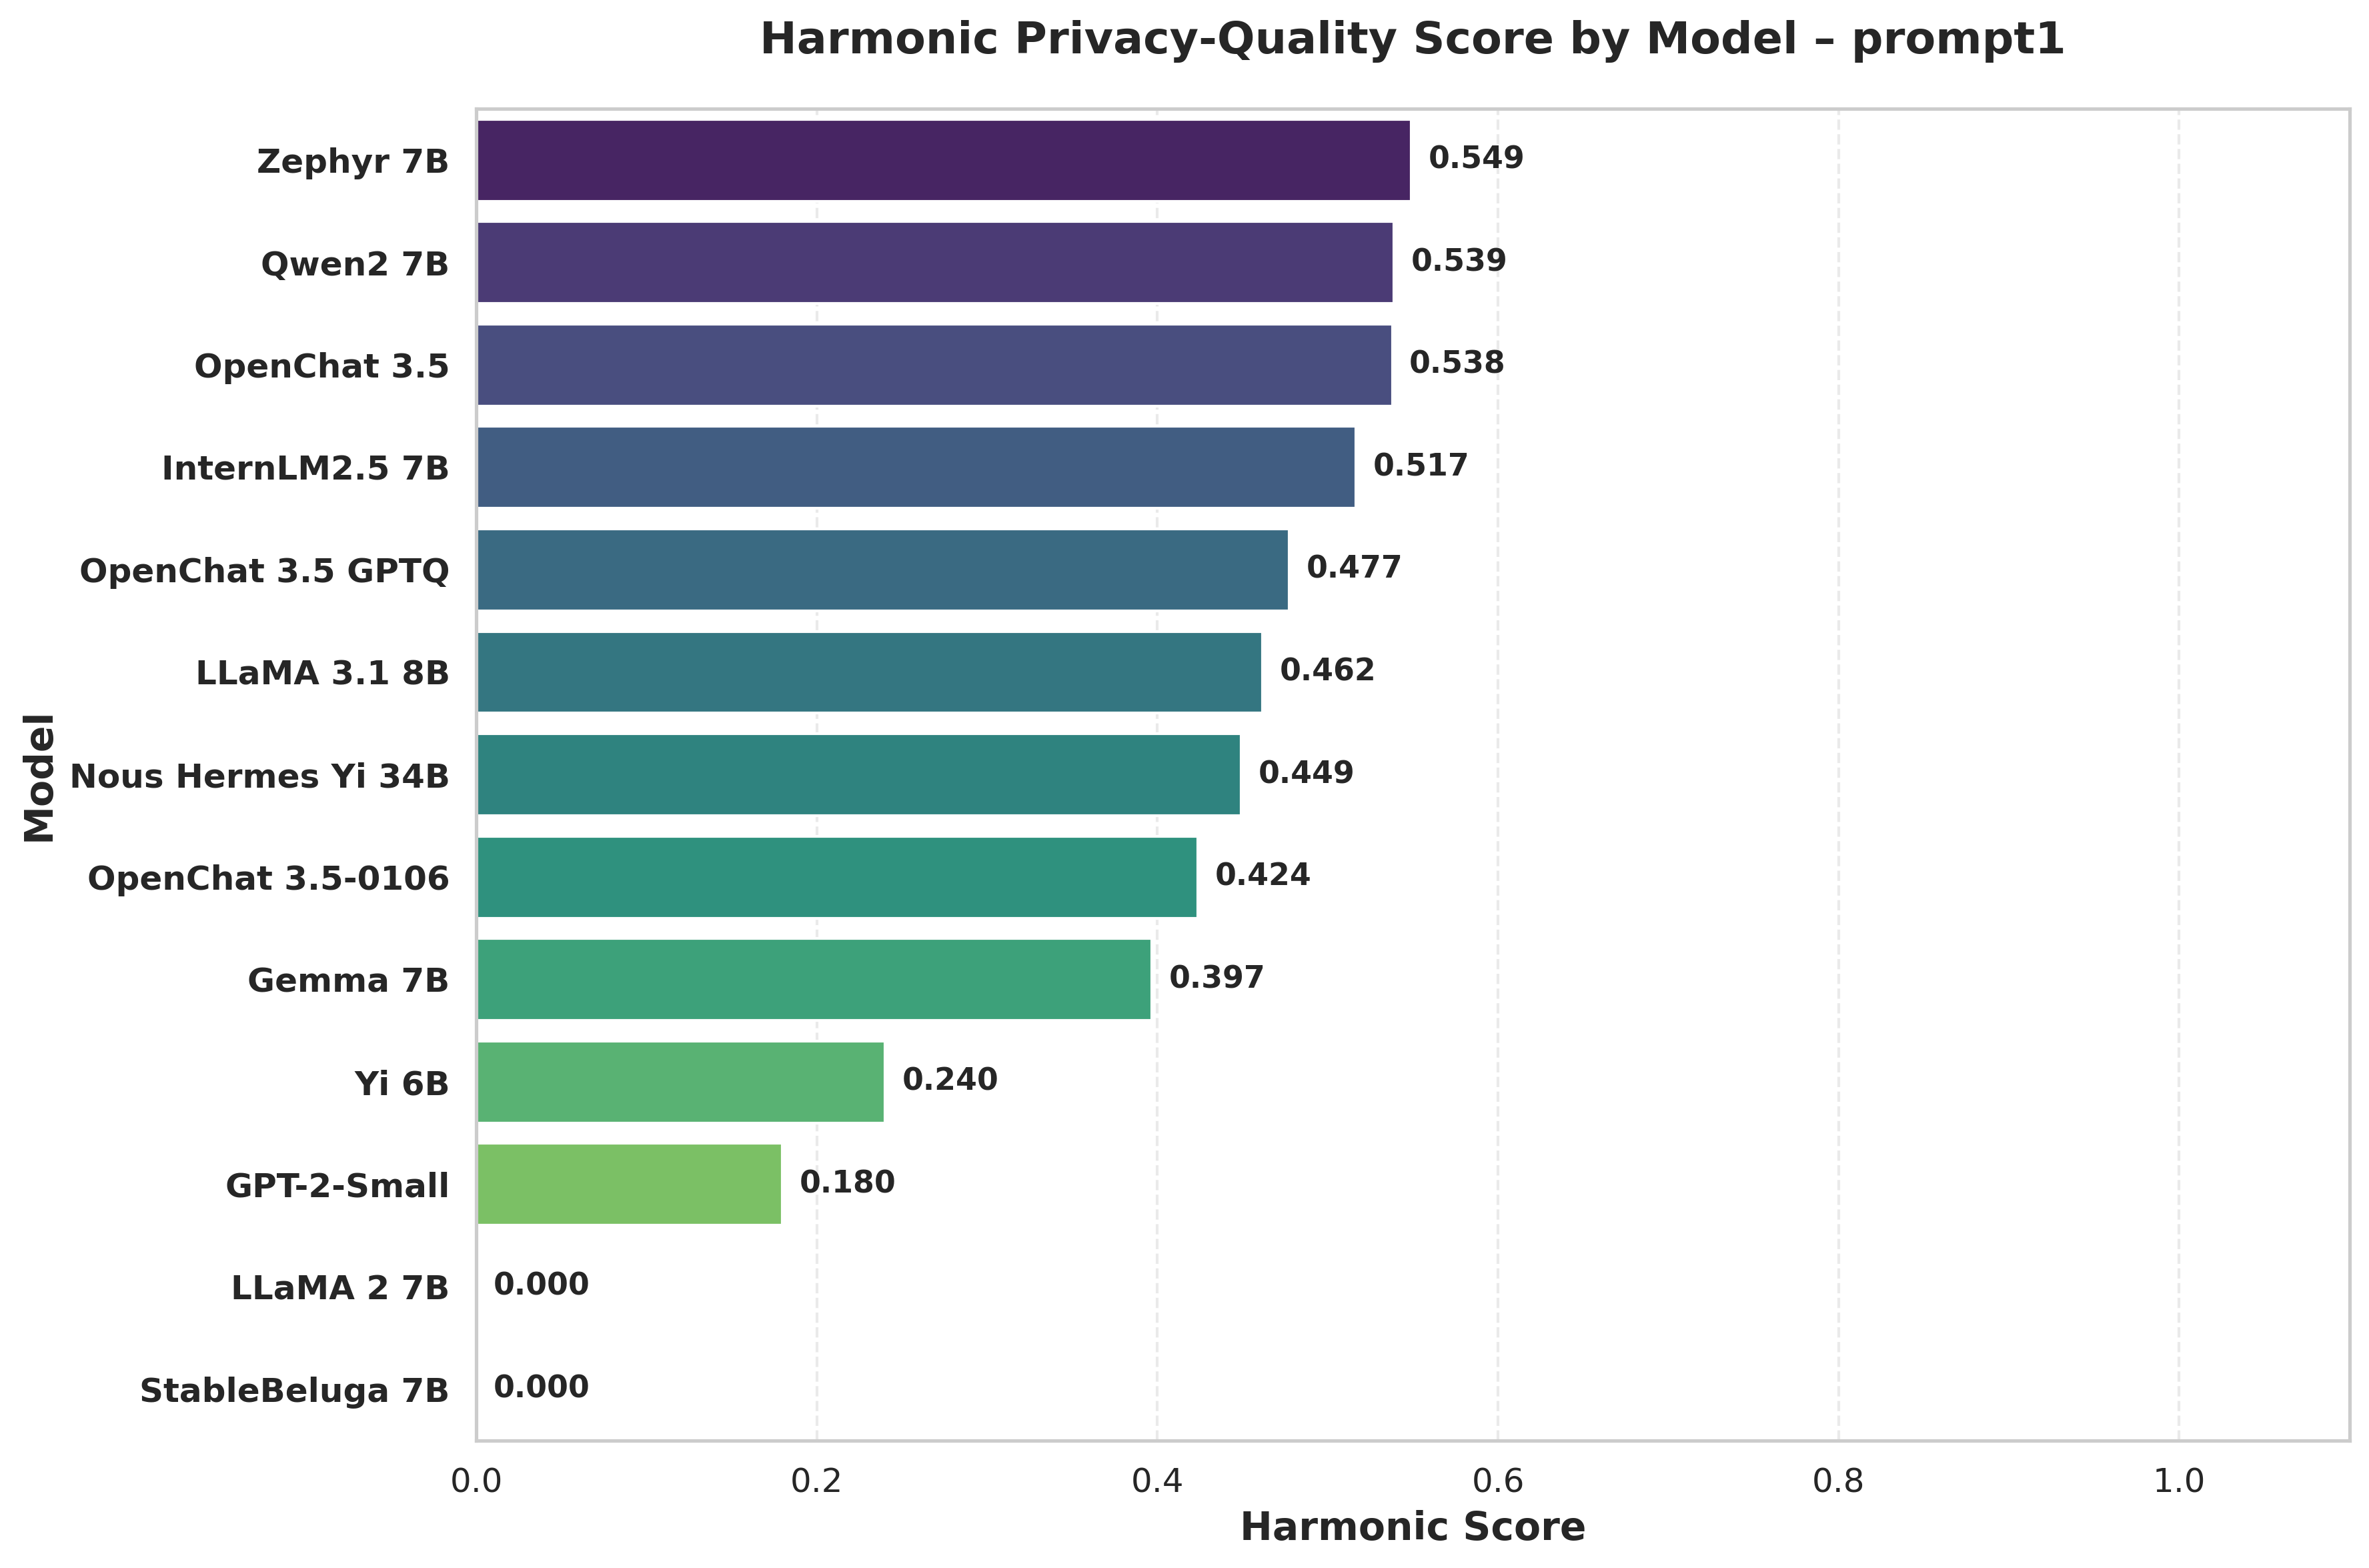 Harmonic Privacy-Quality Score by Model – prompt1
Model
Zephyr 7B 0.549
Qwen2 7B 0.539
OpenChat 3.5 0.538
InternLM2.5 7B 0.517
OpenChat 3.5 GPTQ 0.477
LLaMA 3.1 8B 0.462
Nous Hermes Yi 34B 0.449
OpenChat 3.5-0106 0.424
Gemma 7B 0.397
Yi 6B 0.240
GPT-2-Small 0.180
LLaMA 2 7B 0.000
StableBeluga 7B 0.000
0.0 0.2 0.4 0.6 0.8 1.0
Harmonic Score